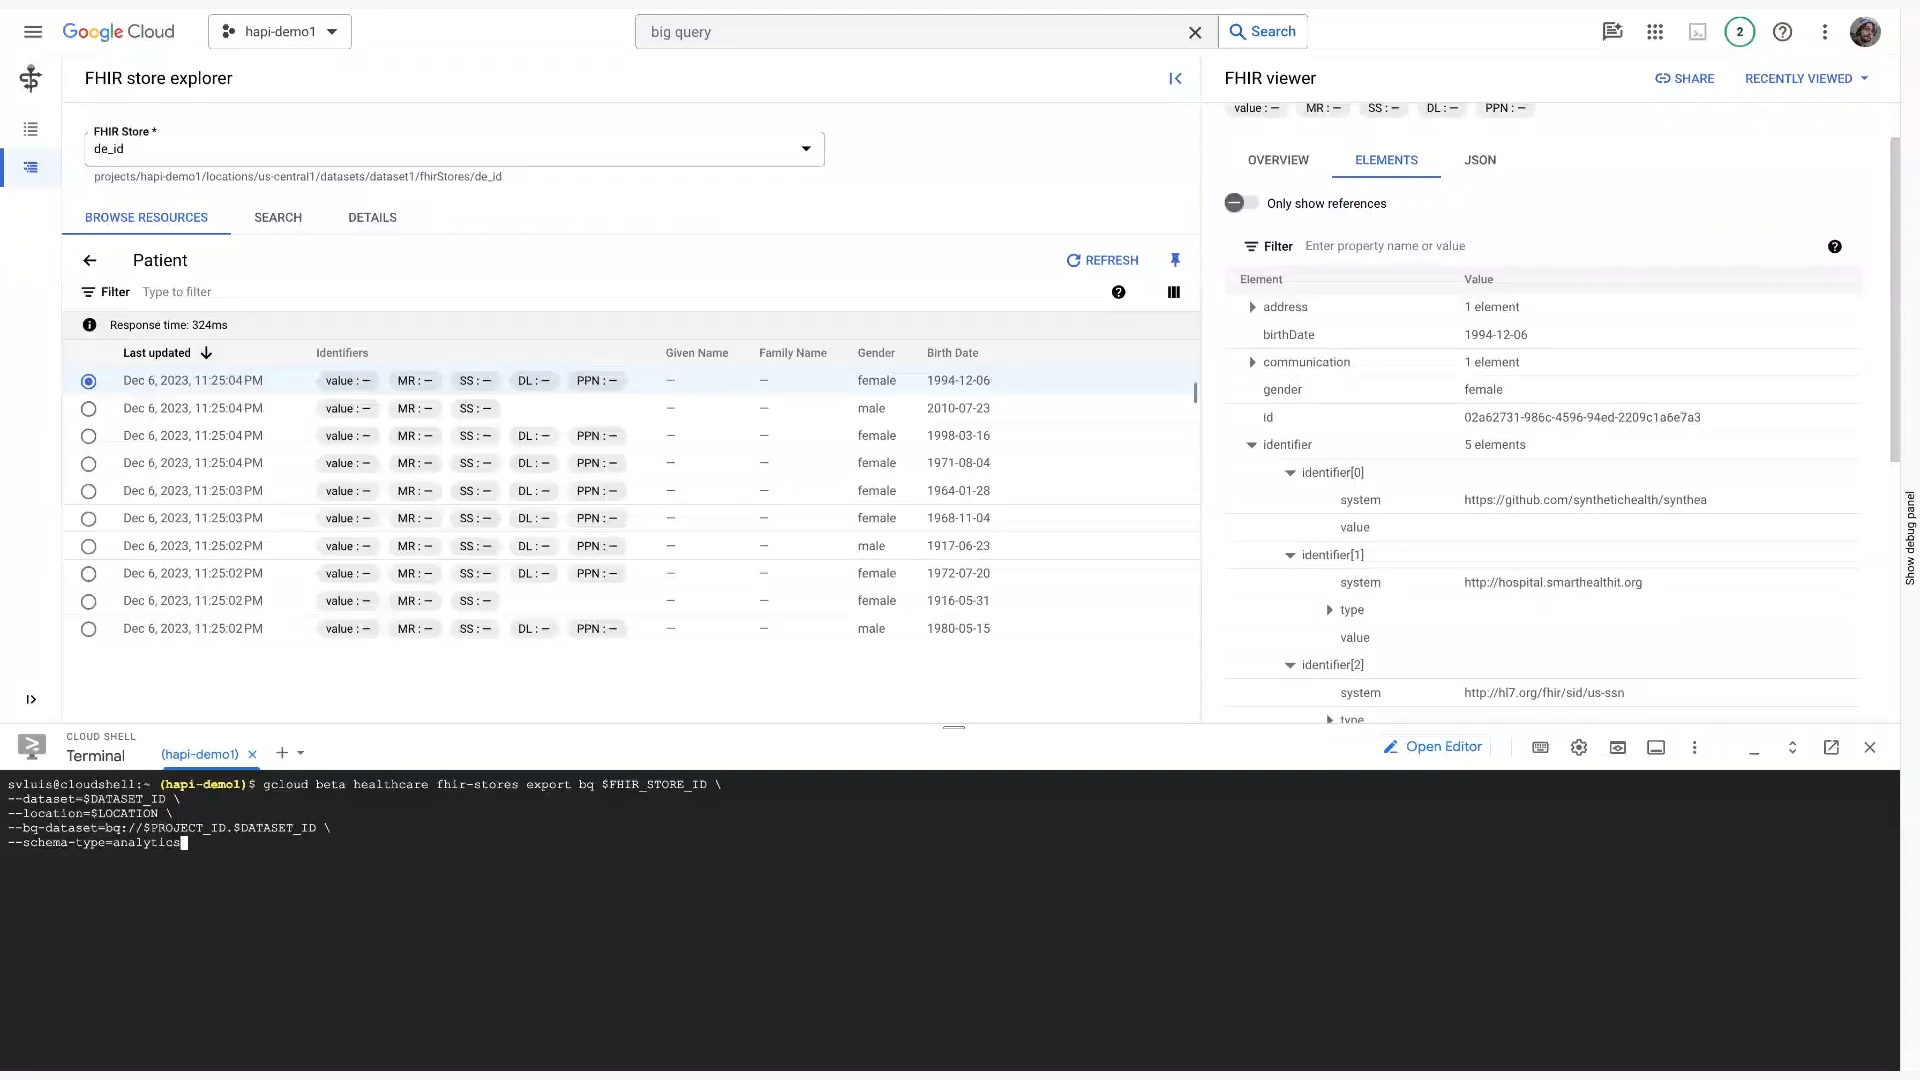 Google Cloud
hapi-demo1
big query
Search
2
FHIR store explorer
FHIR Store *
de_id
projects/hapi-demo1/locations/us-central1/datasets/dataset1/fhirStores/de_id
BROWSE RESOURCES SEARCH DETAILS
Patient
REFRESH
Filter Type to filter
Response time: 324ms
Last updated Identifiers Given Name Family Name Gender Birth Date
Dec 6, 2023, 11:25:04 PM value : – MR : – SS : – DL : – PPN : – – – female 1994-12-06
Dec 6, 2023, 11:25:04 PM value : – MR : – SS : – – – male 2010-07-23
Dec 6, 2023, 11:25:04 PM value : – MR : – SS : – DL : – PPN : – – – female 1998-03-16
Dec 6, 2023, 11:25:04 PM value : – MR : – SS : – DL : – PPN : – – – female 1971-08-04
Dec 6, 2023, 11:25:03 PM value : – MR : – SS : – DL : – PPN : – – – female 1964-01-28
Dec 6, 2023, 11:25:03 PM value : – MR : – SS : – DL : – PPN : – – – female 1968-11-04
Dec 6, 2023, 11:25:02 PM value : – MR : – SS : – DL : – PPN : – – – male 1917-06-23
Dec 6, 2023, 11:25:02 PM value : – MR : – SS : – DL : – PPN : – – – female 1972-07-20
Dec 6, 2023, 11:25:02 PM value : – MR : – SS : – – – female 1916-05-31
Dec 6, 2023, 11:25:02 PM value : – MR : – SS : – DL : – PPN : – – – male 1980-05-15
FHIR viewer
SHARE RECENTLY VIEWED
value : – MR : – SS : – DL : – PPN : –
OVERVIEW ELEMENTS JSON
Only show references
Filter Enter property name or value
Element Value
address 1 element
birthDate 1994-12-06
communication 1 element
gender female
id 02a62731-986c-4596-94ed-2209c1a6e7a3
identifier 5 elements
identifier[0]
system https://github.com/synthetichealth/synthea
value
identifier[1]
system http://hospital.smarthealthit.org
type
value
identifier[2]
system http://hl7.org/fhir/sid/us-ssn
type
Show debug panel
CLOUD SHELL
Terminal (hapi-demo1)
Open Editor
svluis@cloudshell:~ (hapi-demo1)$ gcloud beta healthcare fhir-stores export bq $FHIR_STORE_ID \
--dataset=$DATASET_ID \
--location=$LOCATION \
--bq-dataset=bq://$PROJECT_ID.$DATASET_ID \
--schema-type=analytics